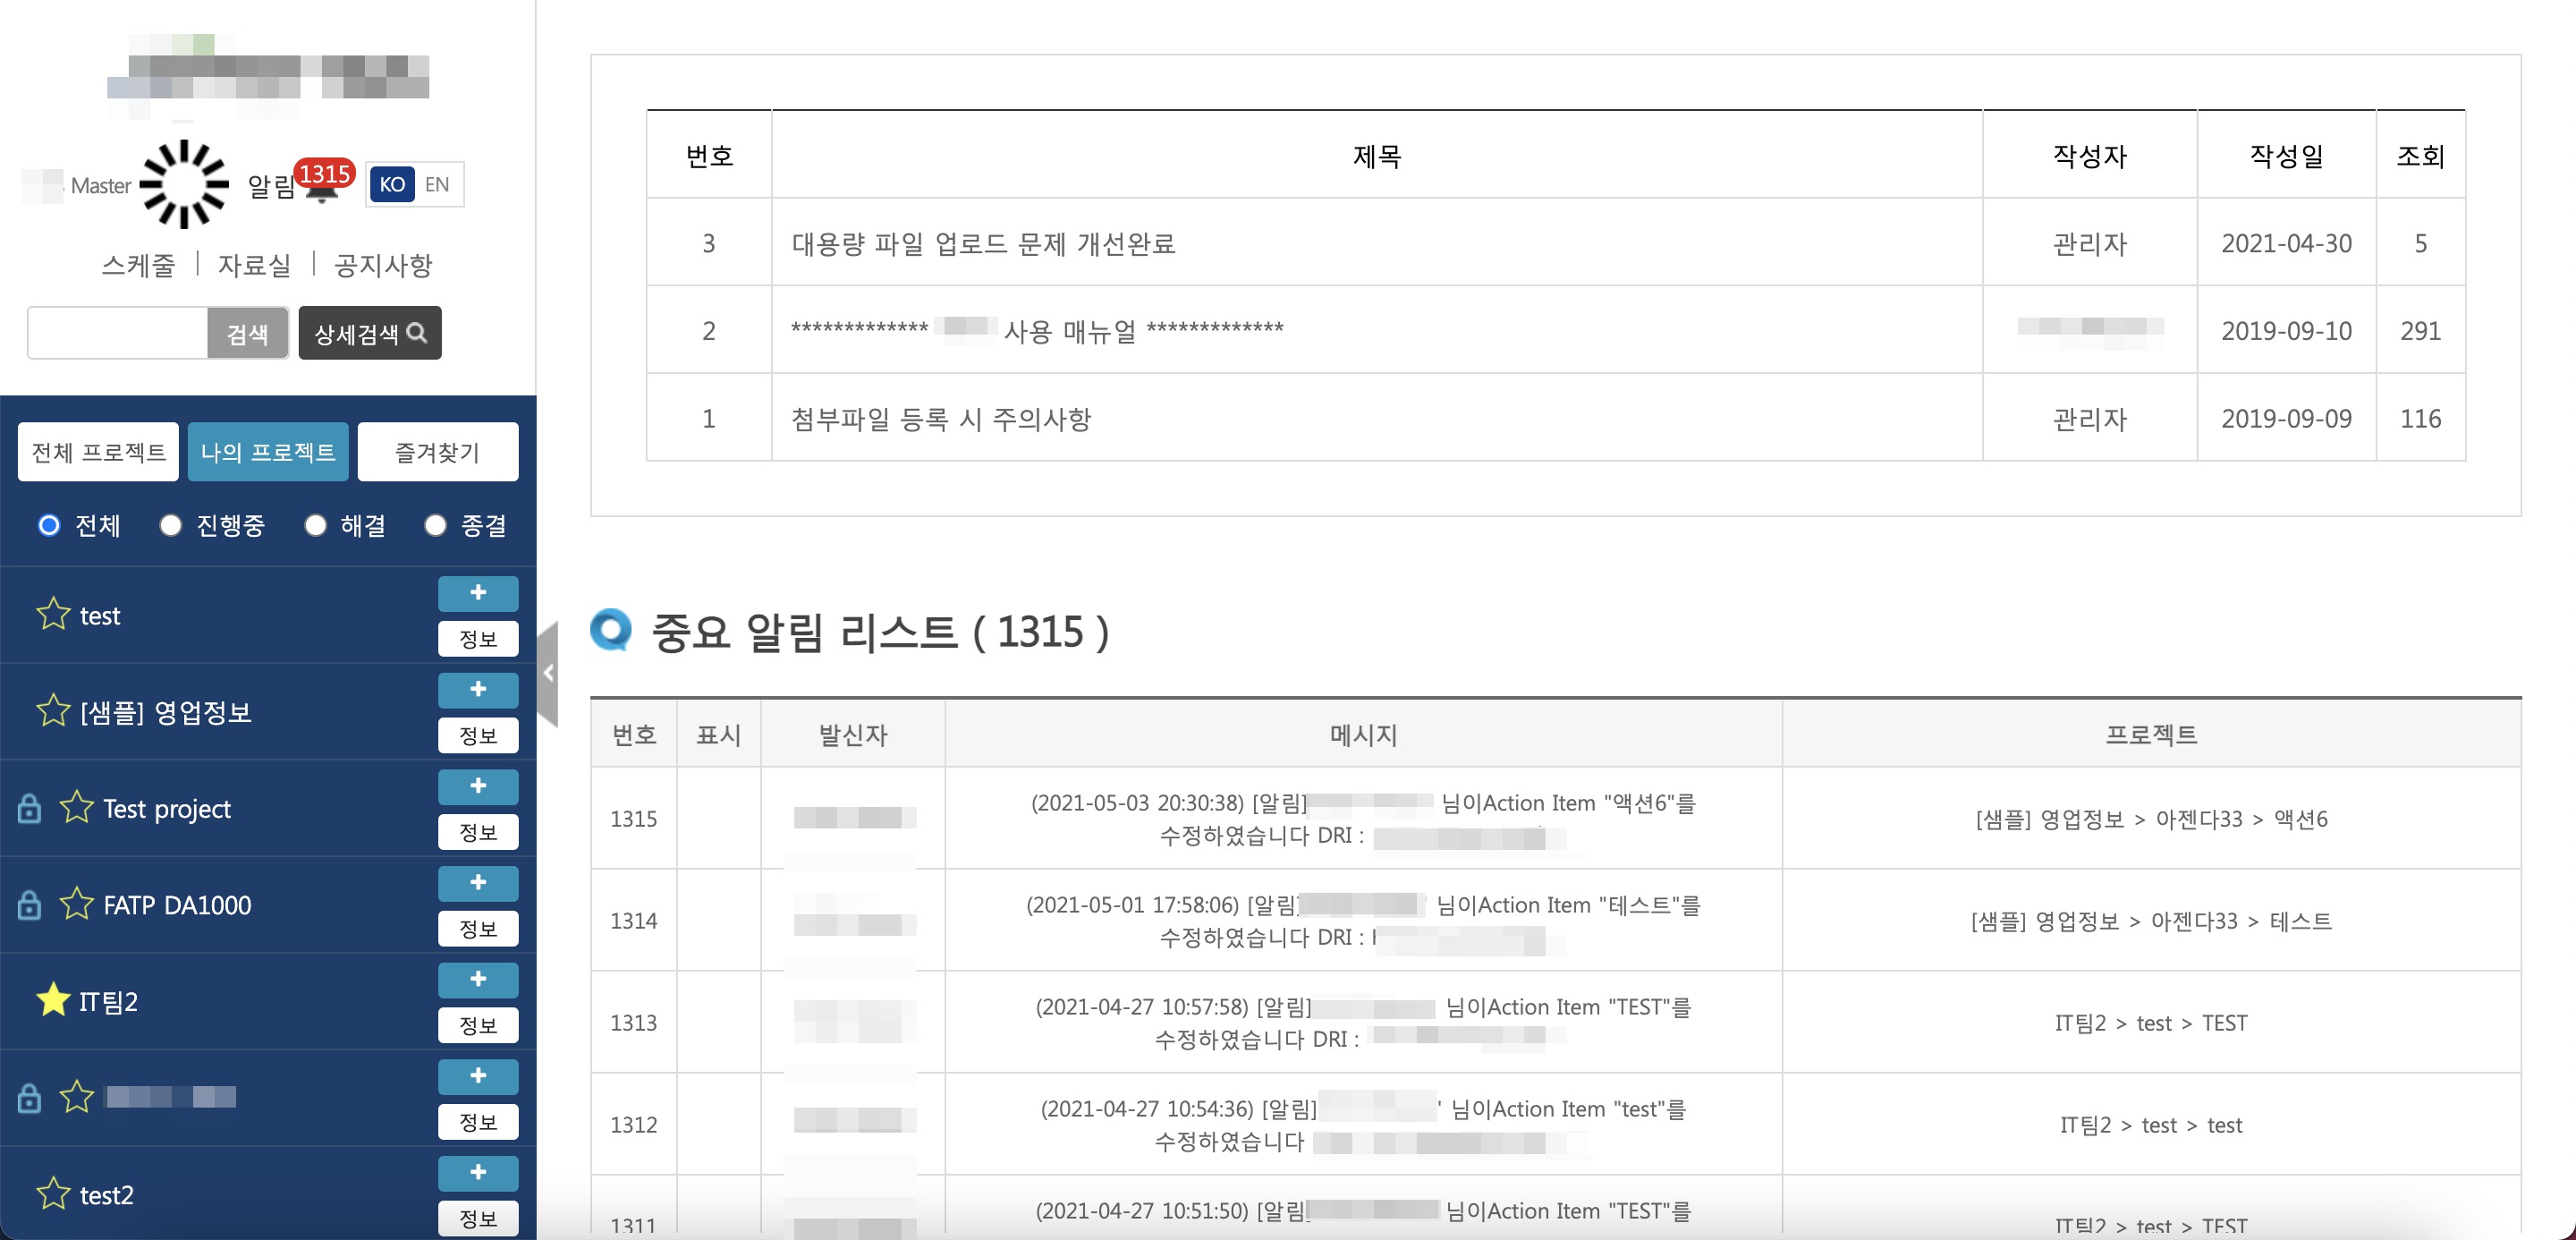 Master 알림 1315 KO EN
스케줄 | 자료실 | 공지사항
검색 상세검색
전체 프로젝트 나의 프로젝트 즐겨찾기
전체 진행중 해결 종결
test + 정보
[샘플] 영업정보 + 정보
Test project + 정보
FATP DA1000 + 정보
IT팀2 + 정보
+ 정보
test2 + 정보
번호 제목 작성자 작성일 조회
3 대용량 파일 업로드 문제 개선완료 관리자 2021-04-30 5
2 ************* 사용 매뉴얼 ************* 2019-09-10 291
1 첨부파일 등록 시 주의사항 관리자 2019-09-09 116
중요 알림 리스트 ( 1315 )
번호 표시 발신자 메시지 프로젝트
1315 (2021-05-03 20:30:38) [알림] 님이Action Item "액션6"를
수정하였습니다 DRI : [샘플] 영업정보 > 아젠다33 > 액션6
1314 (2021-05-01 17:58:06) [알림] 님이Action Item "테스트"를
수정하였습니다 DRI : [샘플] 영업정보 > 아젠다33 > 테스트
1313 (2021-04-27 10:57:58) [알림] 님이Action Item "TEST"를
수정하였습니다 DRI : IT팀2 > test > TEST
1312 (2021-04-27 10:54:36) [알림] 님이Action Item "test"를
수정하였습니다 IT팀2 > test > test
1311 (2021-04-27 10:51:50) [알림] 님이Action Item "TEST"를
IT팀2 > test > TEST